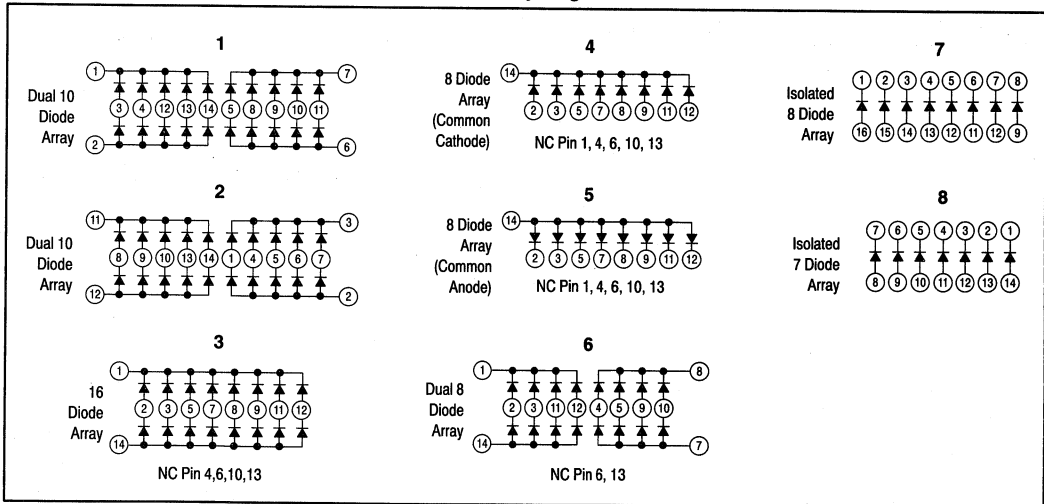 1
Dual 10
Diode
Array
1 7
3 4 12 13 14 5 8 9 10 11
2 6
2
Dual 10
Diode
Array
11 3
8 9 10 13 14 1 4 5 6 7
12 2
3
16
Diode
Array
1
2 3 5 7 8 9 11 12
14
NC Pin 4,6,10,13
4
8 Diode
Array
(Common
Cathode)
14
2 3 5 7 8 9 11 12
NC Pin 1, 4, 6, 10, 13
5
8 Diode
Array
(Common
Anode)
14
2 3 5 7 8 9 11 12
NC Pin 1, 4, 6, 10, 13
6
Dual 8
Diode
Array
1 8
2 3 11 12 4 5 9 10
14 7
NC Pin 6, 13
7
Isolated
8 Diode
Array
1 2 3 4 5 6 7 8
16 15 14 13 12 11 12 9
8
Isolated
7 Diode
Array
7 6 5 4 3 2 1
8 9 10 11 12 13 14